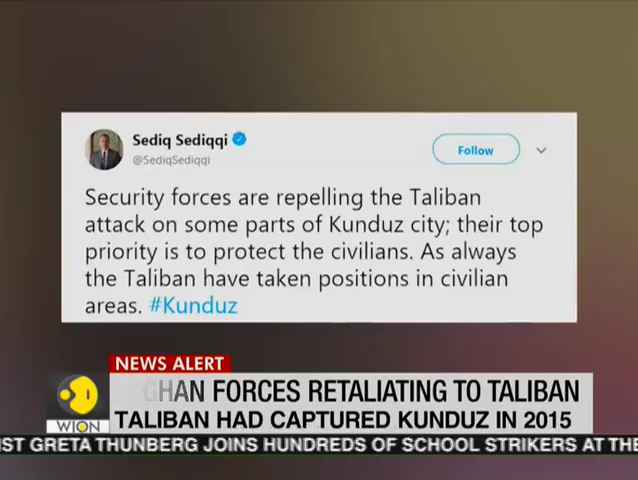 Sediq Sediqqi
@SediqSediqqi
Follow
Security forces are repelling the Taliban
attack on some parts of Kunduz city; their top
priority is to protect the civilians. As always
the Taliban have taken positions in civilian
areas. #Kunduz
NEWS ALERT
GHAN FORCES RETALIATING TO TALIBAN
WION
TALIBAN HAD CAPTURED KUNDUZ IN 2015
IST GRETA THUNBERG JOINS HUNDREDS OF SCHOOL STRIKERS AT THE